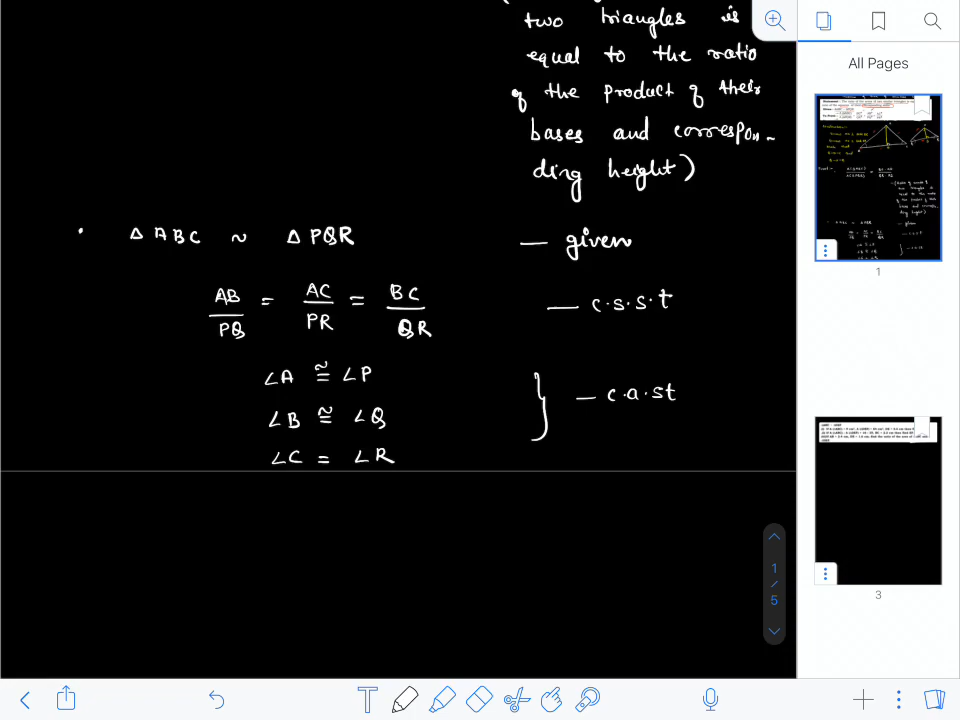 two triangles is
equal to the ratio
of the product of their
bases and correspon-
ding height)
• △ ABC ~ △ PQR — given
AB/PQ = AC/PR = BC/QR — c.s.s.t
∠A ≅ ∠P
∠B ≅ ∠Q } — c.a.st
∠C = ∠R
1
/
5
All Pages
1
3